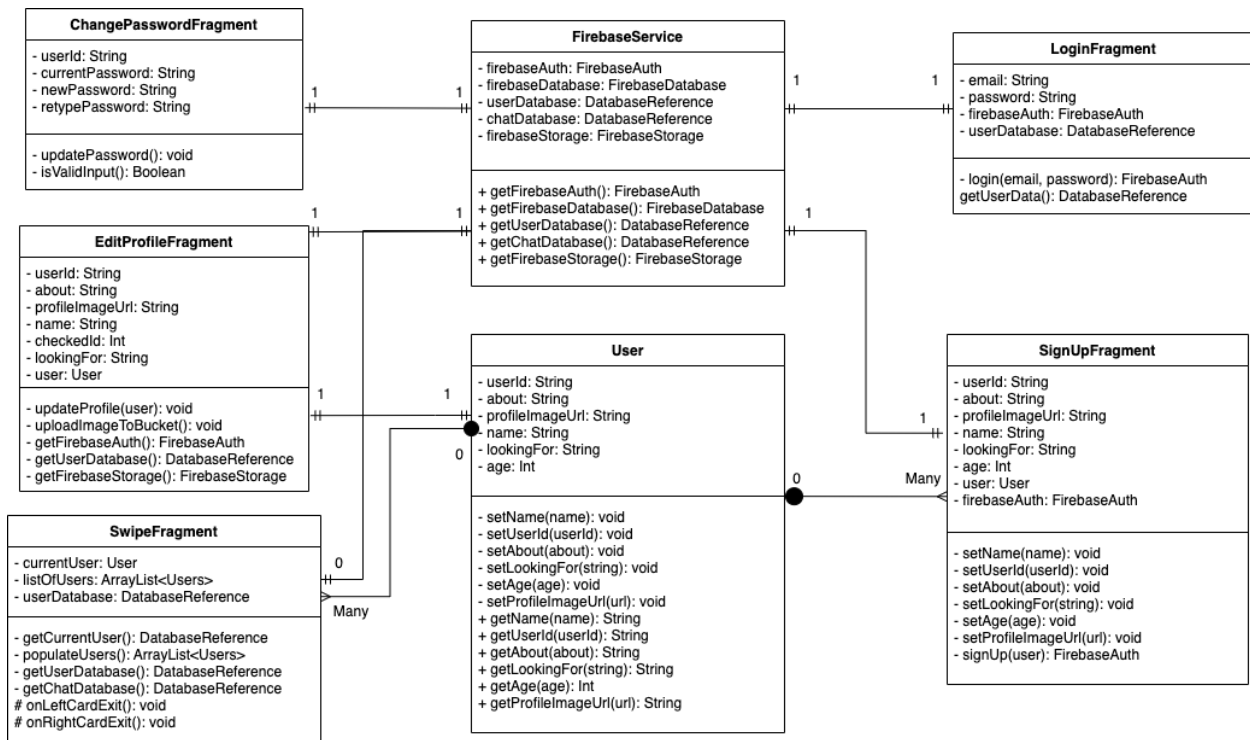 ChangePasswordFragment
- userId: String
- currentPassword: String
- newPassword: String
- retypePassword: String
- updatePassword(): void
- isValidInput(): Boolean
1
1
FirebaseService
- firebaseAuth: FirebaseAuth
- firebaseDatabase: FirebaseDatabase
- userDatabase: DatabaseReference
- chatDatabase: DatabaseReference
- firebaseStorage: FirebaseStorage
+ getFirebaseAuth(): FirebaseAuth
+ getFirebaseDatabase(): FirebaseDatabase
+ getUserDatabase(): DatabaseReference
+ getChatDatabase(): DatabaseReference
+ getFirebaseStorage(): FirebaseStorage
1
1
LoginFragment
- email: String
- password: String
- firebaseAuth: FirebaseAuth
- userDatabase: DatabaseReference
- login(email, password): FirebaseAuth
getUserData(): DatabaseReference
1
1
1
EditProfileFragment
- userId: String
- about: String
- profileImageUrl: String
- name: String
- checkedId: Int
- lookingFor: String
- user: User
- updateProfile(user): void
- uploadImageToBucket(): void
- getFirebaseAuth(): FirebaseAuth
- getUserDatabase(): DatabaseReference
- getFirebaseStorage(): FirebaseStorage
1
1
0
User
- userId: String
- about: String
- profileImageUrl: String
- name: String
- lookingFor: String
- age: Int
- setName(name): void
- setUserId(userId): void
- setAbout(about): void
- setLookingFor(string): void
- setAge(age): void
- setProfileImageUrl(url): void
+ getName(name): String
+ getUserId(userId): String
+ getAbout(about): String
+ getLookingFor(string): String
+ getAge(age): Int
+ getProfileImageUrl(url): String
0
Many
1
SignUpFragment
- userId: String
- about: String
- profileImageUrl: String
- name: String
- lookingFor: String
- age: Int
- user: User
- firebaseAuth: FirebaseAuth
- setName(name): void
- setUserId(userId): void
- setAbout(about): void
- setLookingFor(string): void
- setAge(age): void
- setProfileImageUrl(url): void
- signUp(user): FirebaseAuth
SwipeFragment
- currentUser: User
- listOfUsers: ArrayList<Users>
- userDatabase: DatabaseReference
- getCurrentUser(): DatabaseReference
- populateUsers(): ArrayList<Users>
- getUserDatabase(): DatabaseReference
- getChatDatabase(): DatabaseReference
# onLeftCardExit(): void
# onRightCardExit(): void
0
Many